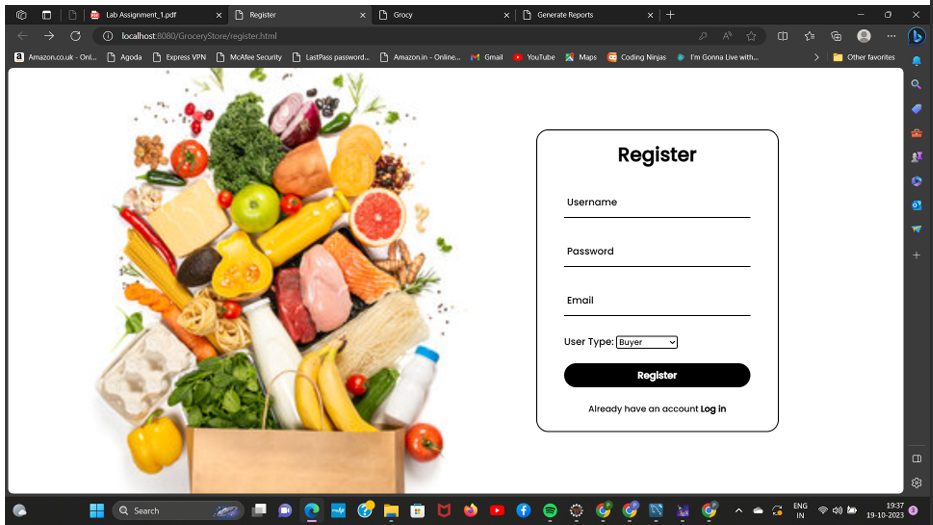 Lab Assignment_1.pdf
Register
Grocy
Generate Reports
localhost:8080/GroceryStore/register.html
Amazon.co.uk - Onl...
Agoda
Express VPN
McAfee Security
LastPass password...
Amazon.in - Online...
Gmail
YouTube
Maps
Coding Ninjas
I'm Gonna Live with...
Other favorites
Register
Username
Password
Email
User Type: Buyer
Register
Already have an account Log in
Search
ENG
IN
19:37
19-10-2023